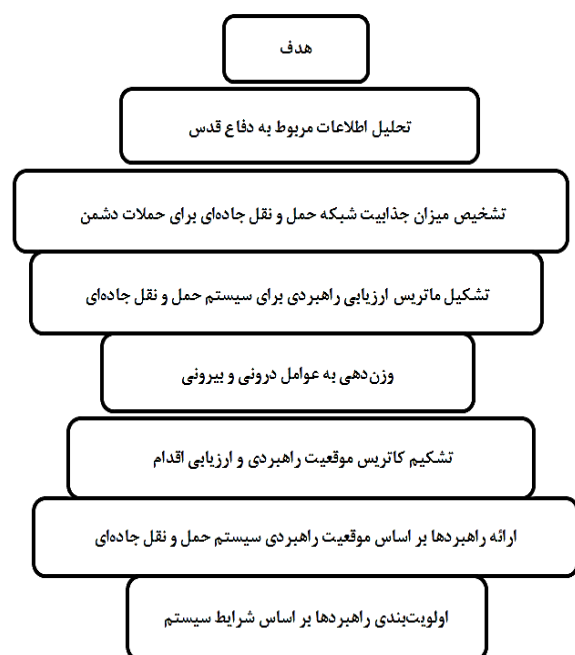 هدف
تحلیل اطلاعات مربوط به دفاع قدس
تشخیص میزان جذابیت شبکه حمل و نقل جاده‌ای برای حملات دشمن
تشکیل ماتریس ارزیابی راهبردی برای سیستم حمل و نقل جاده‌ای
وزن‌دهی به عوامل درونی و بیرونی
تشکیم کاتریس موقعیت راهبردی و ارزیابی اقدام
ارائه راهبردها بر اساس موقعیت راهبردی سیستم حمل و نقل جاده‌ای
اولویت‌بندی راهبردها بر اساس شرایط سیستم